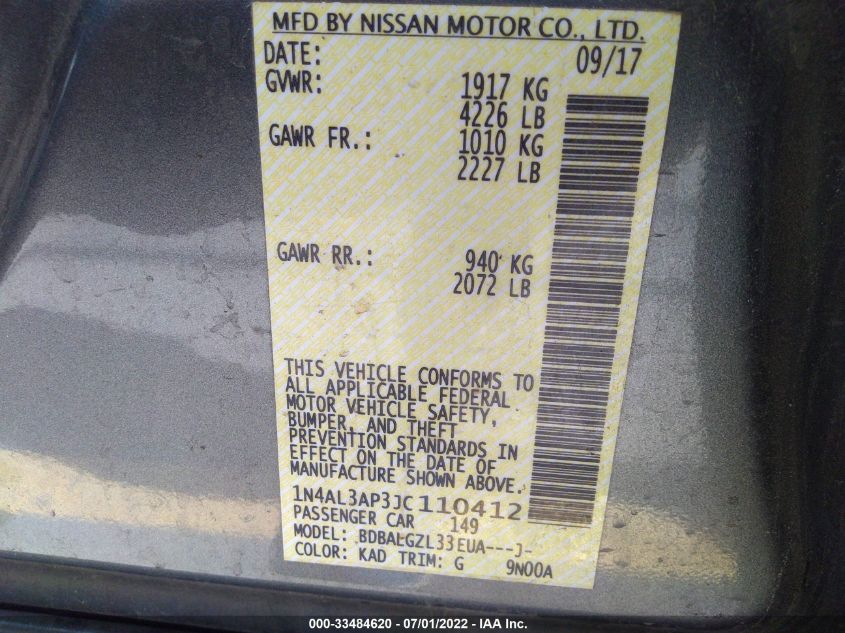 MFD BY NISSAN MOTOR CO., LTD.
DATE: 09/17
GVWR: 1917 KG
4226 LB
GAWR FR.: 1010 KG
2227 LB
GAWR RR.: 940 KG
2072 LB
THIS VEHICLE CONFORMS TO
ALL APPLICABLE FEDERAL
MOTOR VEHICLE SAFETY,
BUMPER, AND THEFT
PREVENTION STANDARDS IN
EFFECT ON THE DATE OF
MANUFACTURE SHOWN ABOVE.
1N4AL3AP3JC110412
PASSENGER CAR 149
MODEL: BDBALGZL33EUA---J-
COLOR: KAD TRIM: G 9N00A
000-33484620 - 07/01/2022 - IAA Inc.